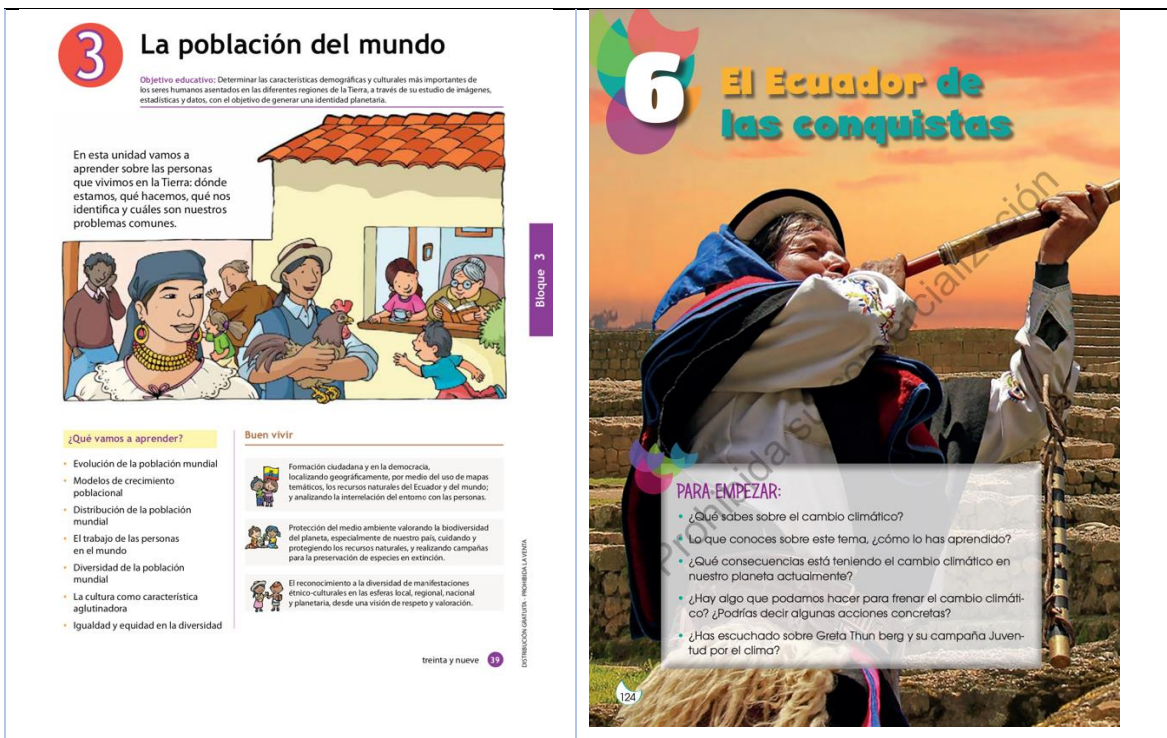 3
La población del mundo
Objetivo educativo: Determinar las características demográficas y culturales más importantes de
los seres humanos asentados en las diferentes regiones de la Tierra, a través de su estudio de imágenes,
estadísticas y datos, con el objetivo de generar una identidad planetaria.
En esta unidad vamos a
aprender sobre las personas
que vivimos en la Tierra: dónde
estamos, qué hacemos, qué nos
identifica y cuáles son nuestros
problemas comunes.
Bloque 3
¿Qué vamos a aprender?
• Evolución de la población mundial
• Modelos de crecimiento
poblacional
• Distribución de la población
mundial
• El trabajo de las personas
en el mundo
• Diversidad de la población
mundial
• La cultura como característica
aglutinadora
• Igualdad y equidad en la diversidad
Buen vivir
Formación ciudadana y en la democracia,
localizando geográficamente, por medio del uso de mapas
temáticos, los recursos naturales del Ecuador y del mundo;
y analizando la interrelación del entorno con las personas.
Protección del medio ambiente valorando la biodiversidad
del planeta, especialmente de nuestro país, cuidando y
protegiendo los recursos naturales, y realizando campañas
para la preservación de especies en extinción.
El reconocimiento a la diversidad de manifestaciones
étnico-culturales en las esferas local, regional, nacional
y planetaria, desde una visión de respeto y valoración.
DISTRIBUCIÓN GRATUITA - PROHIBIDA LA VENTA
treinta y nueve 39
6
El Ecuador de
las conquistas
Prohibida su comercialización
PARA EMPEZAR:
• ¿Qué sabes sobre el cambio climático?
• Lo que conoces sobre este tema, ¿cómo lo has aprendido?
• ¿Qué consecuencias está teniendo el cambio climático en
nuestro planeta actualmente?
• ¿Hay algo que podamos hacer para frenar el cambio climáti-
co? ¿Podrías decir algunas acciones concretas?
• ¿Has escuchado sobre Greta Thun berg y su campaña Juven-
tud por el clima?
124